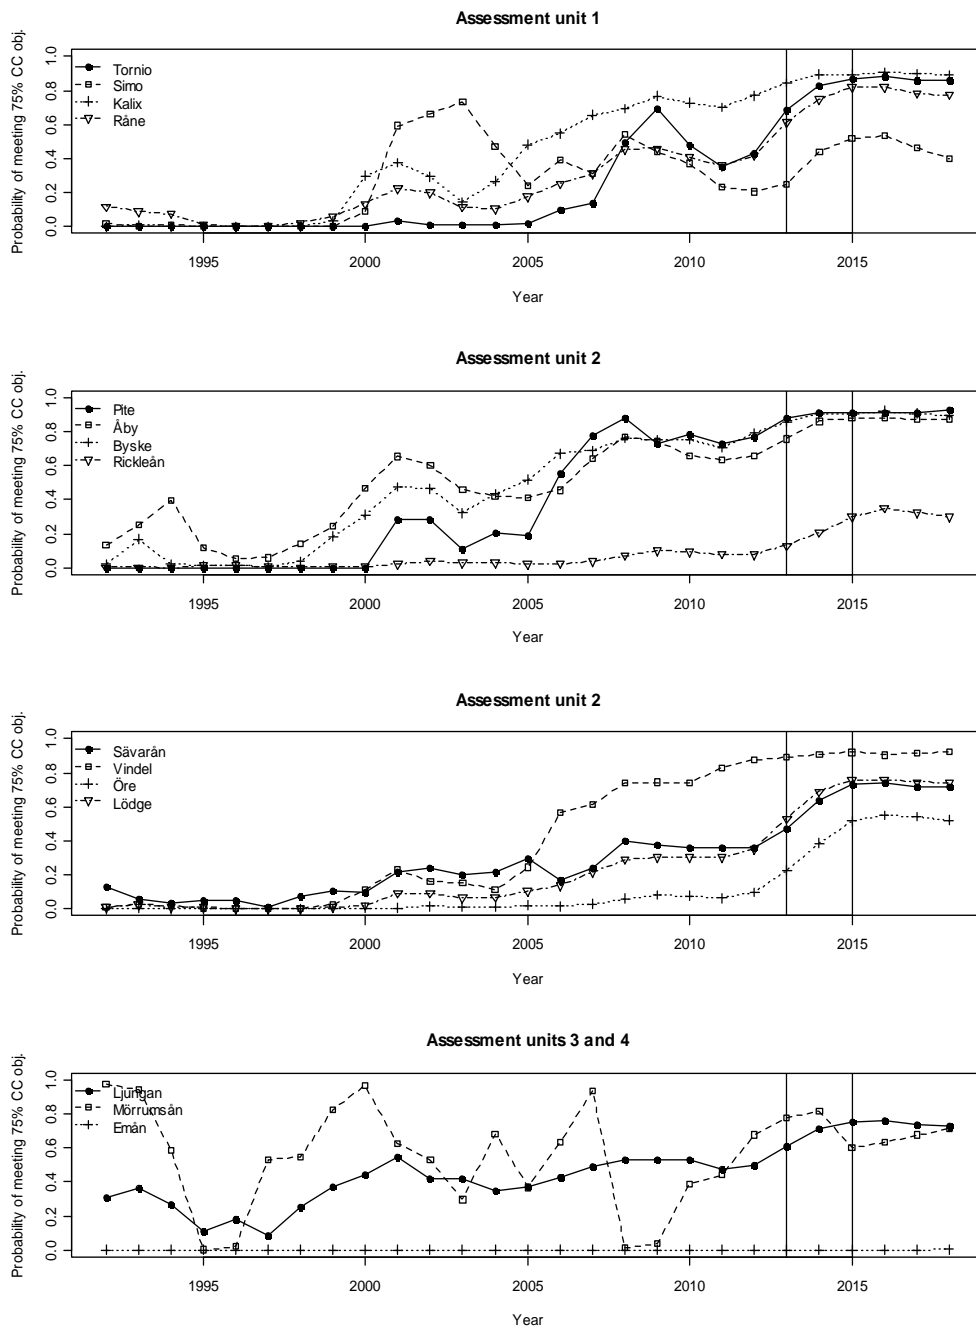 Assessment unit 1
Probability of meeting 75% CC obj.
1.0
0.8
0.6
0.4
0.2
0.0
Tornio
Simo
Kalix
Råne
1995 2000 2005 2010 2015
Year
Assessment unit 2
Probability of meeting 75% CC obj.
1.0
0.8
0.6
0.4
0.2
0.0
Pite
Åby
Byske
Rickleån
1995 2000 2005 2010 2015
Year
Assessment unit 2
Probability of meeting 75% CC obj.
1.0
0.8
0.6
0.4
0.2
0.0
Sävarån
Vindel
Öre
Lödge
1995 2000 2005 2010 2015
Year
Assessment units 3 and 4
Probability of meeting 75% CC obj.
1.0
0.8
0.6
0.4
0.2
0.0
Ljungan
Mörrumsån
Emån
1995 2000 2005 2010 2015
Year